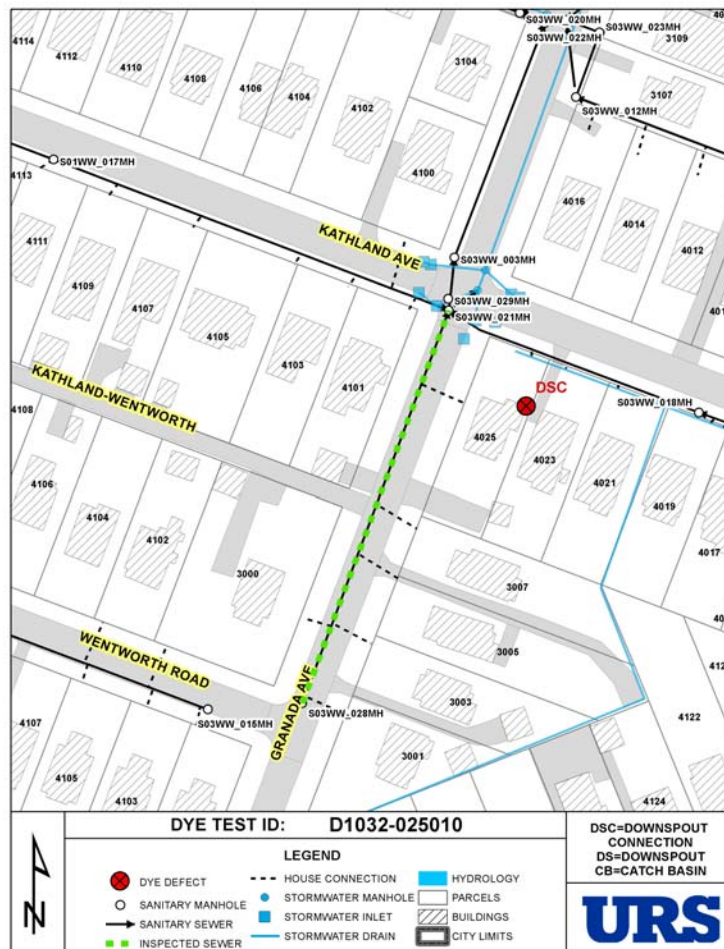 S03WW_020MH
S03WW_023MH
S03WW_022MH
4114
4112
4110
4108
4106
4104
4102
3104
3109
3107
S03WW_012MH
S01WW_017MH
4113
4100
4016
4014
4012
KATHLAND AVE
S03WW_003MH
4111
4109
4107
4105
4103
4101
S03WW_029MH
S03WW_021MH
KATHLAND-WENTWORTH
DSC
S03WW_018MH
4108
4025
4023
4021
4019
4017
4106
4104
4102
3000
3007
3005
WENTWORTH ROAD
S03WW_015MH
GRANADA AVE
S03WW_028MH
3003
3001
4122
4124
4107
4105
4103
DYE TEST ID: D1032-025010
LEGEND
DYE DEFECT
SANITARY MANHOLE
SANITARY SEWER
INSPECTED SEWER
HOUSE CONNECTION
STORMWATER MANHOLE
STORMWATER INLET
STORMWATER DRAIN
HYDROLOGY
PARCELS
BUILDINGS
CITY LIMITS
DSC=DOWNSPOUT
CONNECTION
DS=DOWNSPOUT
CB=CATCH BASIN
N
URS